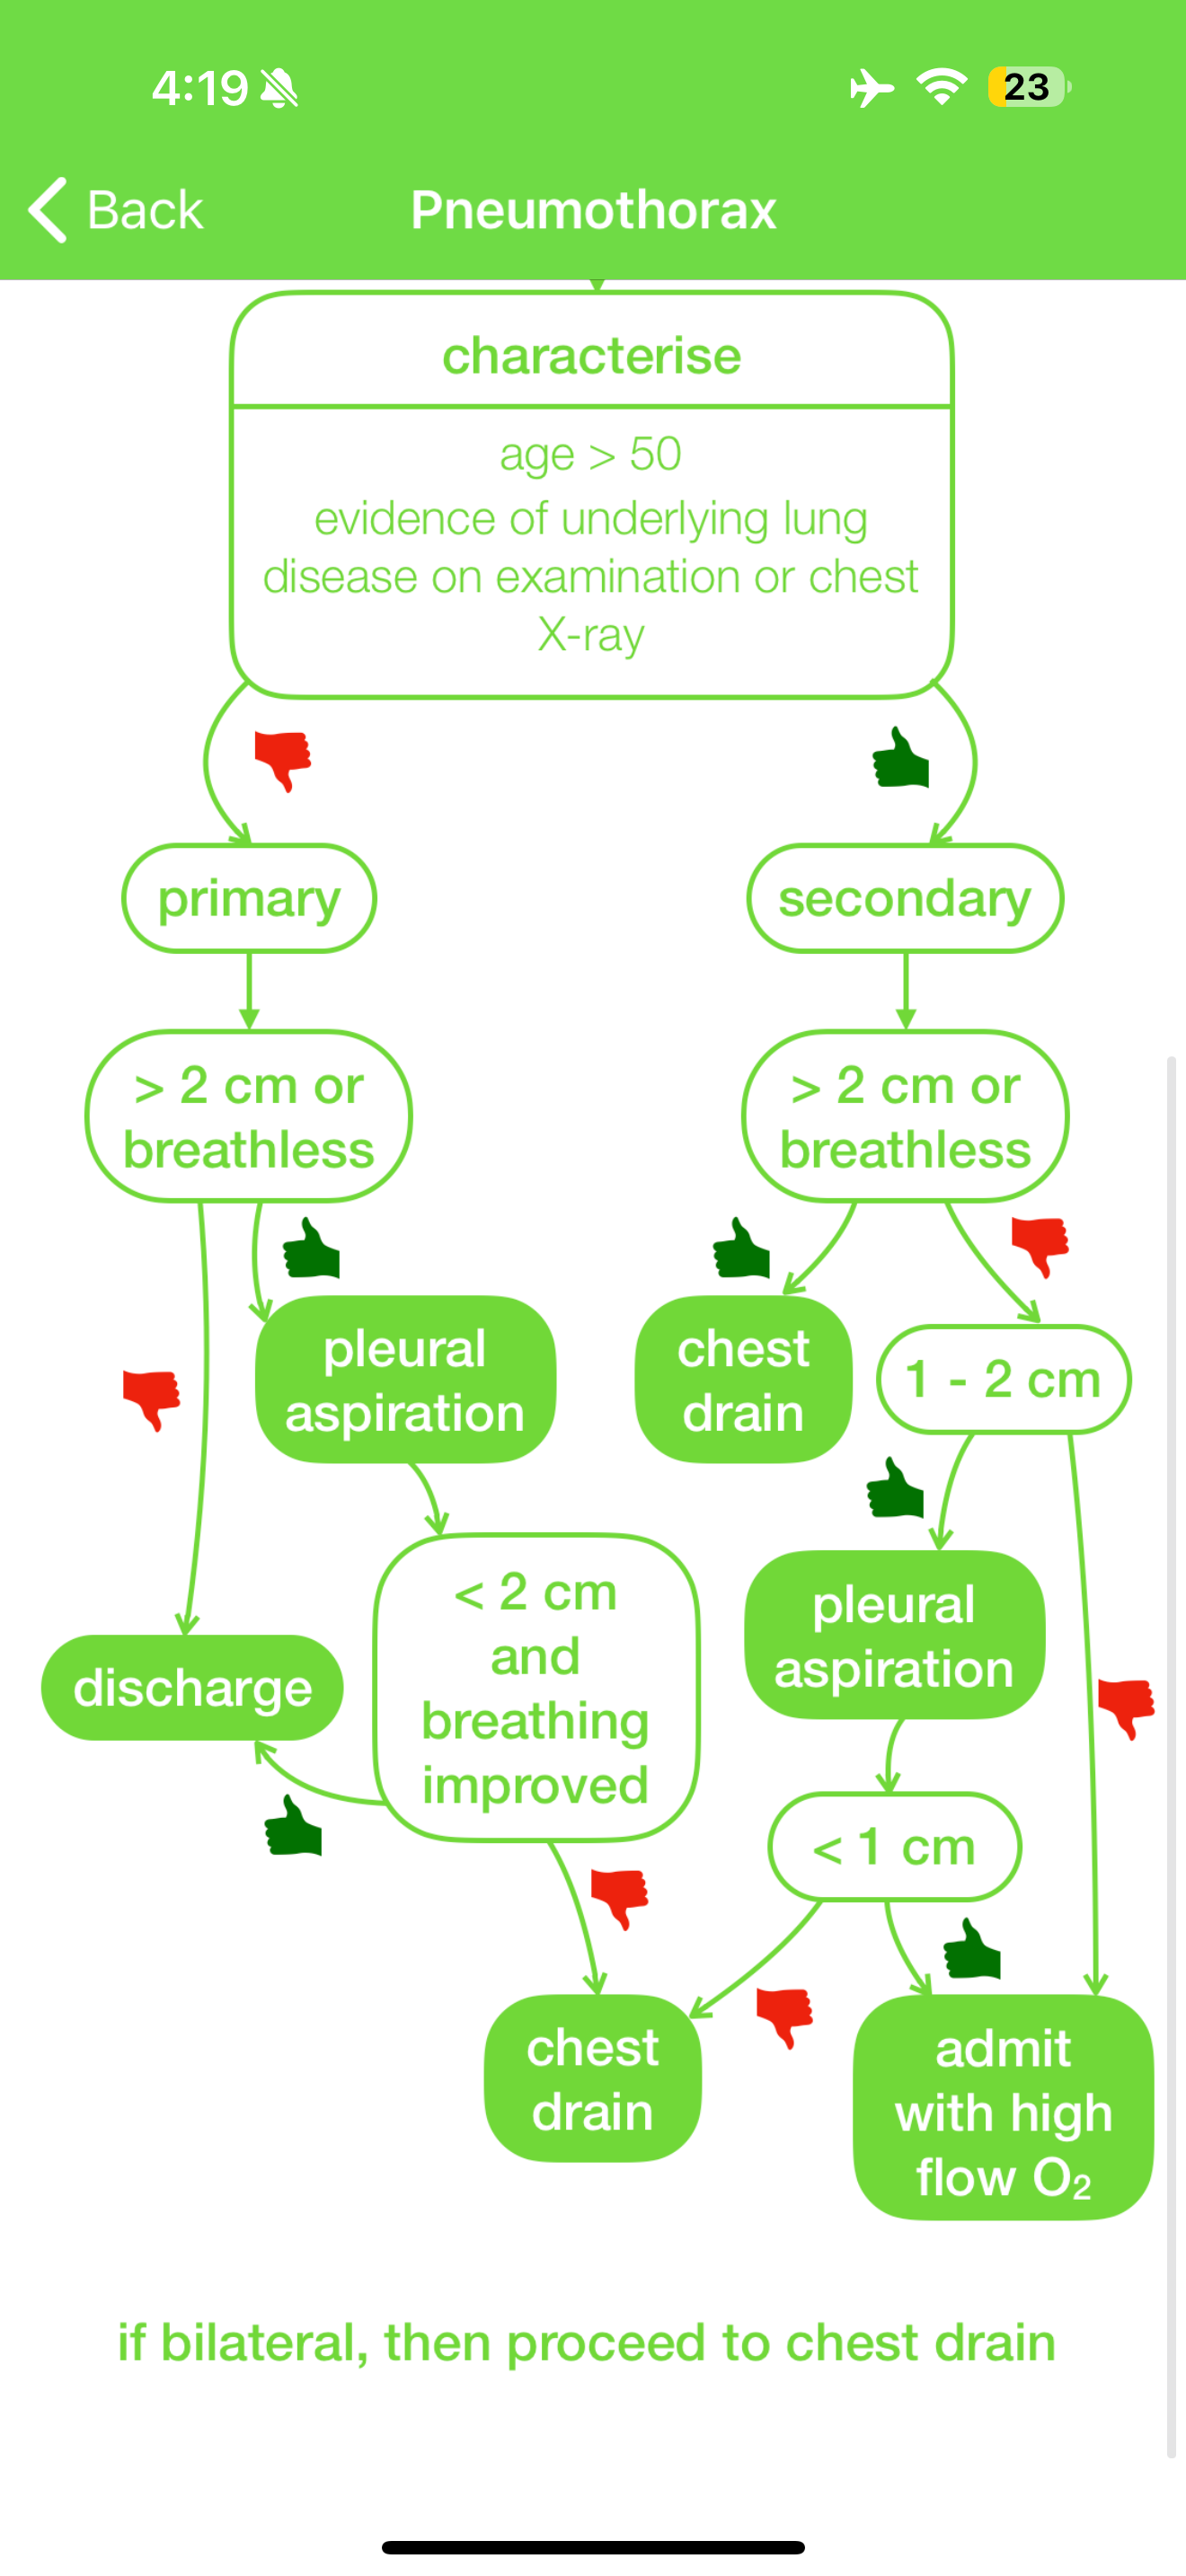 4:19
23
Back
Pneumothorax
characterise
age > 50
evidence of underlying lung
disease on examination or chest
X-ray
primary
secondary
> 2 cm or
breathless
> 2 cm or
breathless
pleural
aspiration
chest
drain
1 - 2 cm
< 2 cm
and
breathing
improved
pleural
aspiration
discharge
< 1 cm
chest
drain
admit
with high
flow O₂
if bilateral, then proceed to chest drain